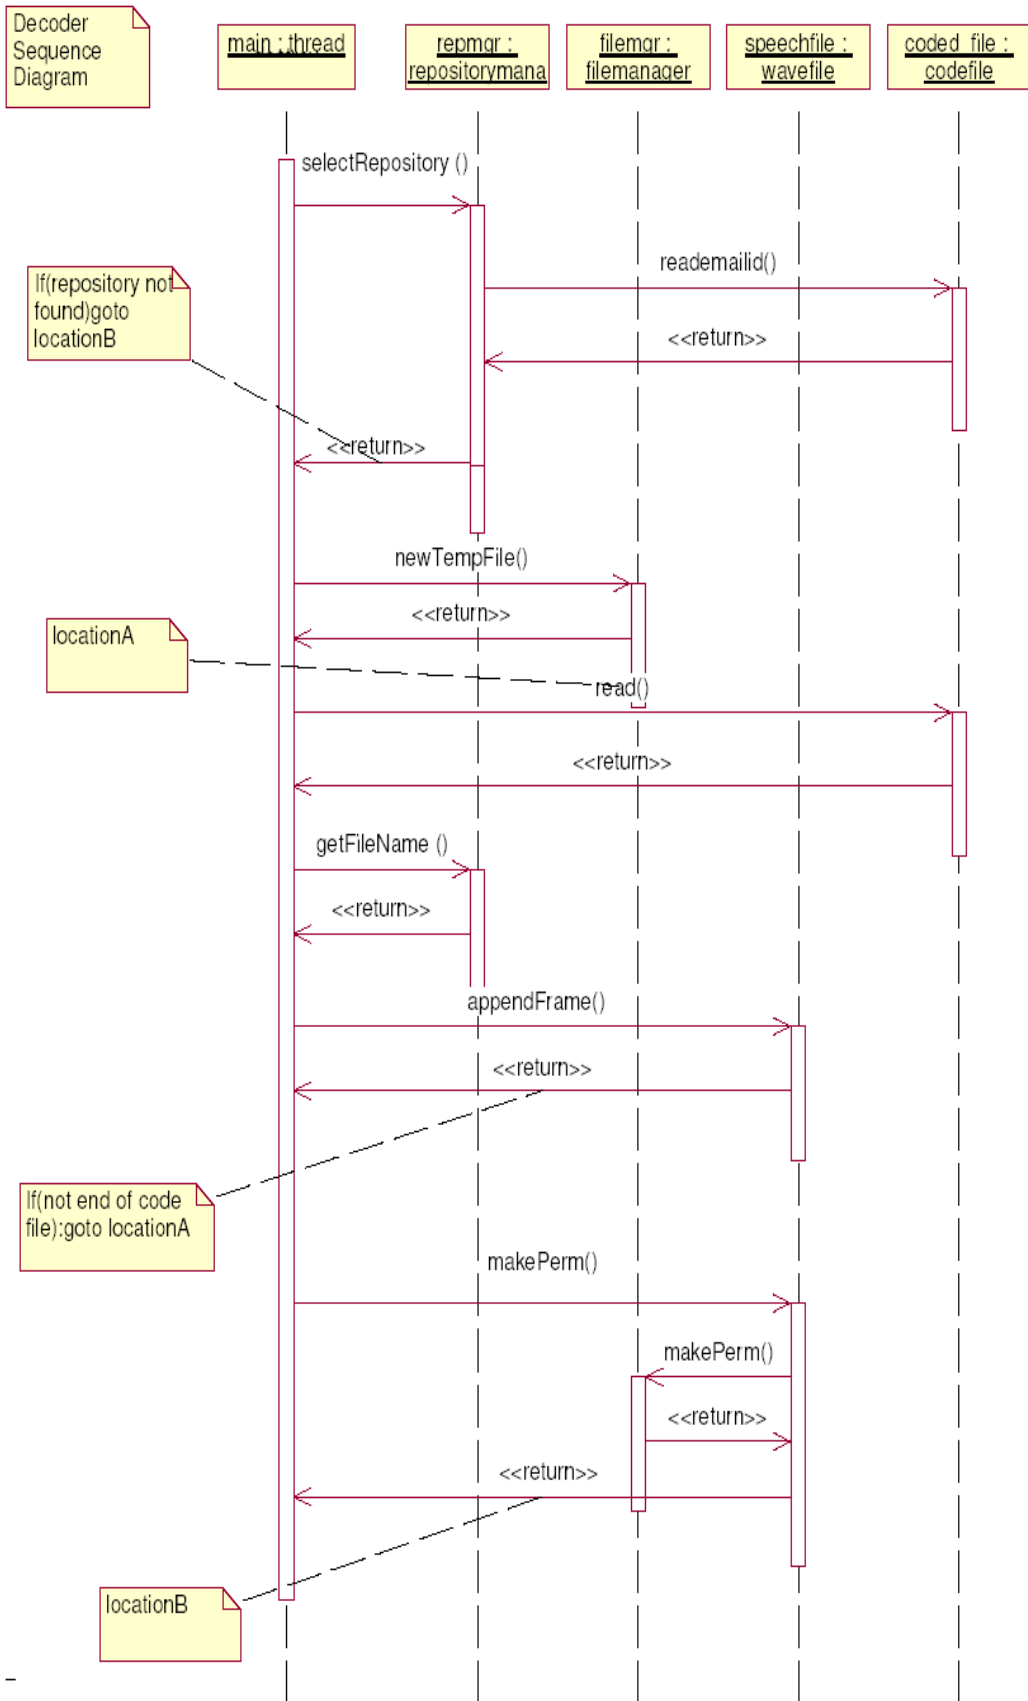 Decoder
Sequence
Diagram
main : thread
repmgr :
repositorymana
filemgr :
filemanager
speechfile :
wavefile
coded_file :
codefile
selectRepository ()
reademailid()
If(repository not
found)goto
locationB
<<return>>
<<return>>
newTempFile()
<<return>>
locationA
read()
<<return>>
getFileName ()
<<return>>
appendFrame()
<<return>>
If(not end of code
file):goto locationA
makePerm()
makePerm()
<<return>>
<<return>>
locationB